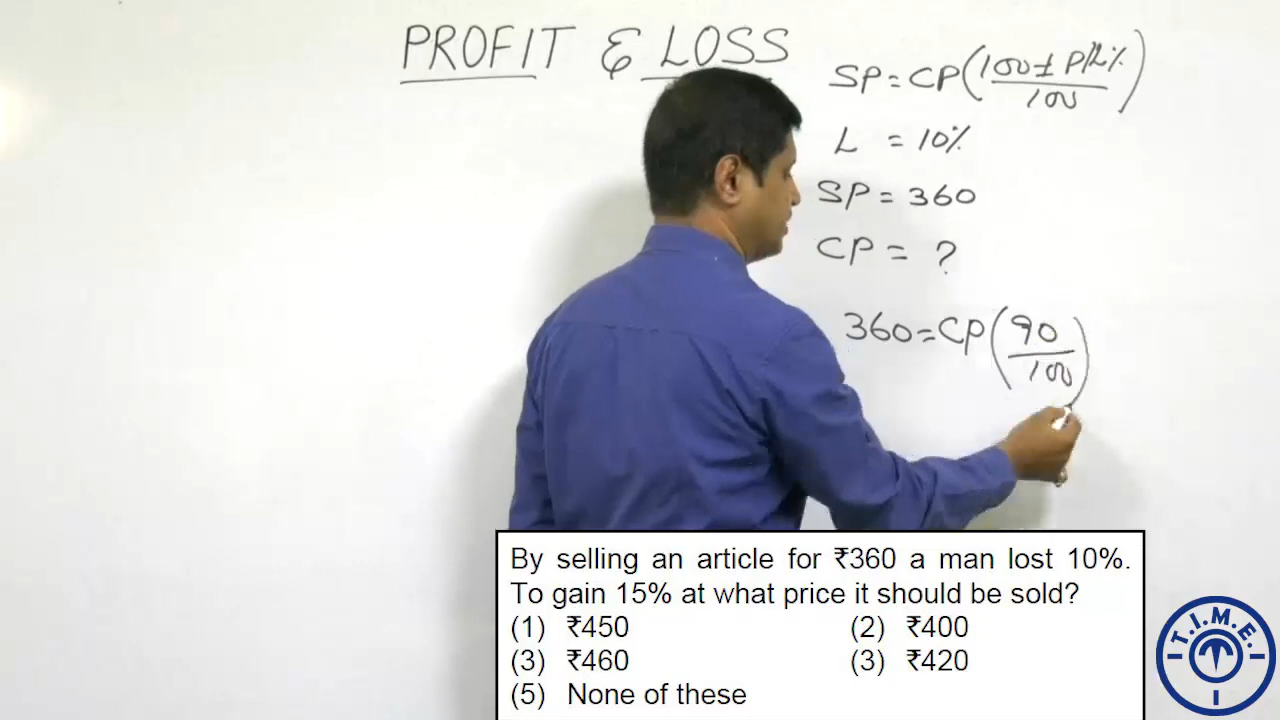 PROFIT & LOSS
SP = CP(100 ± P/L% / 100)
L = 10%
SP = 360
CP = ?
360 = CP(90 / 100)
By selling an article for ₹360 a man lost 10%.
To gain 15% at what price it should be sold?
(1) ₹450 (2) ₹400
(3) ₹460 (3) ₹420
(5) None of these
T.I.M.E.